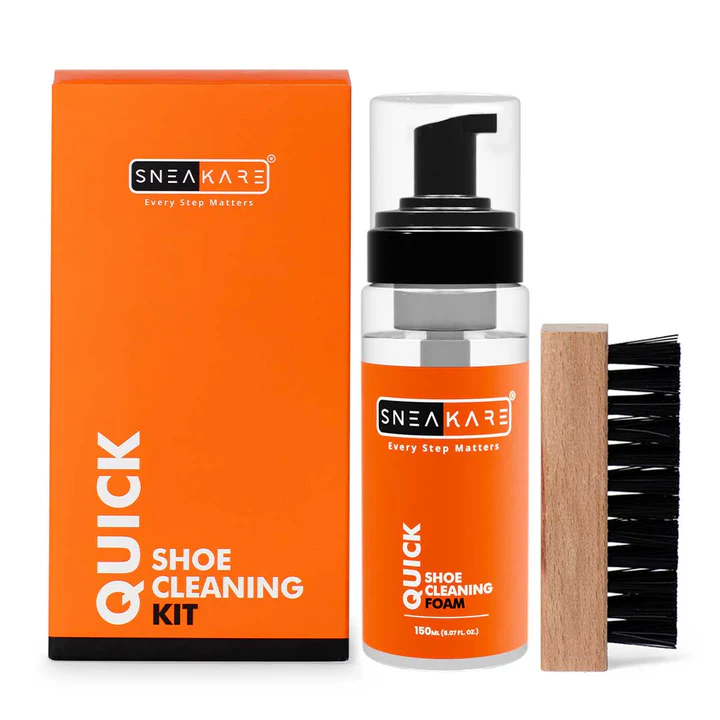 SNEAKARE®
Every Step Matters
QUICK
SHOE
CLEANING
KIT
SNEAKARE®
Every Step Matters
QUICK
SHOE
CLEANING
FOAM
150ML (5.07 FL. OZ.)